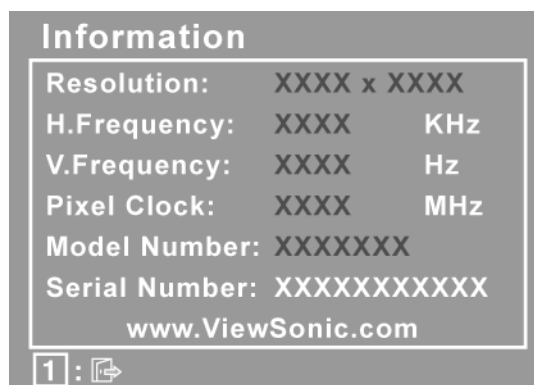 Information
Resolution: XXXX x XXXX
H.Frequency: XXXX KHz
V.Frequency: XXXX Hz
Pixel Clock: XXXX MHz
Model Number: XXXXXXX
Serial Number: XXXXXXXXXXX
www.ViewSonic.com
1 :